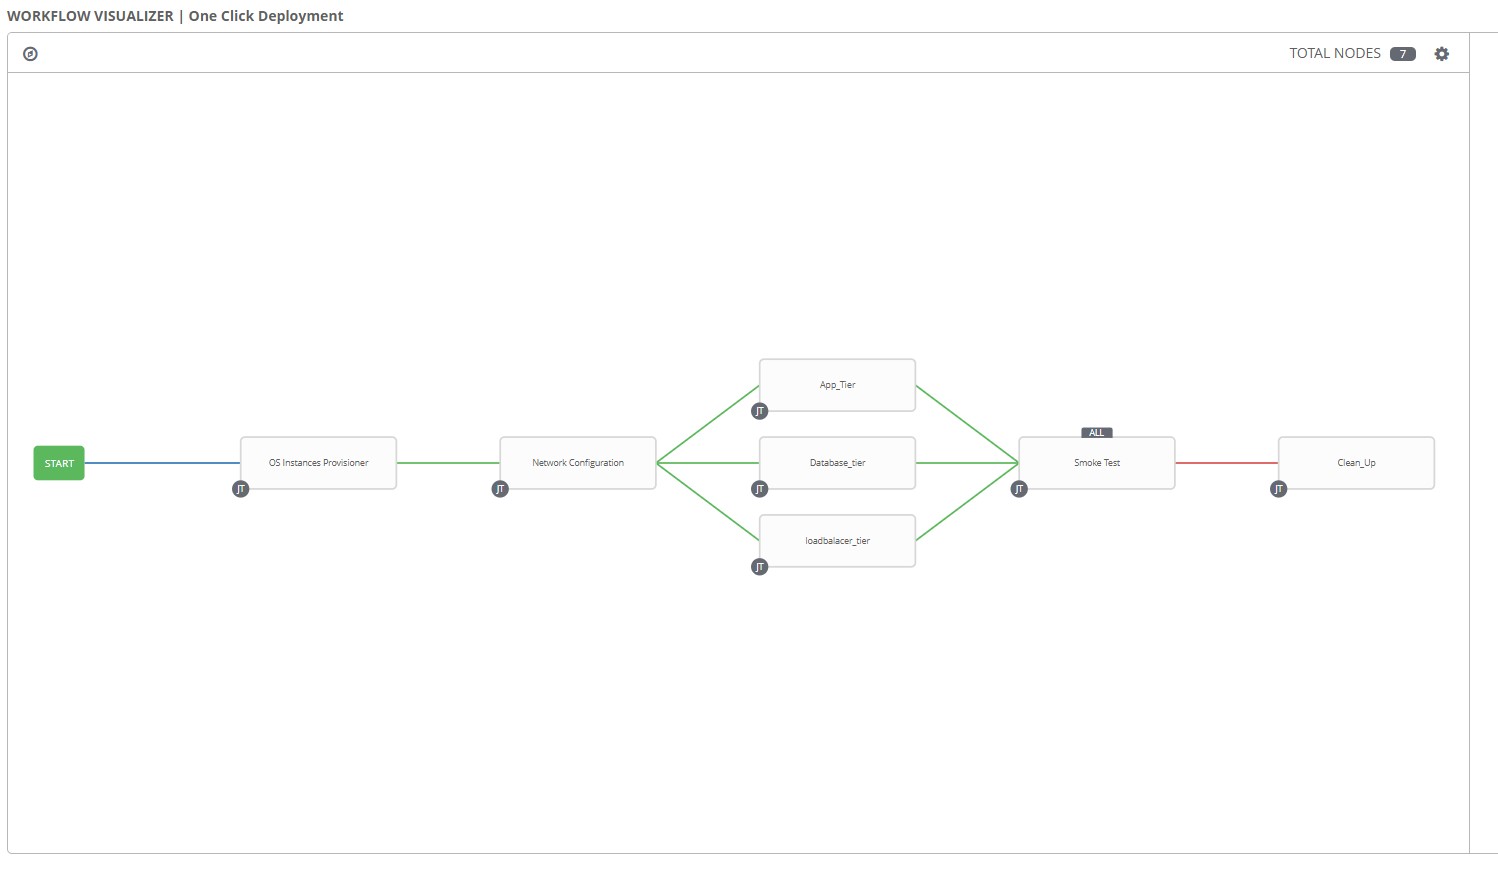 WORKFLOW VISUALIZER | One Click Deployment
TOTAL NODES 7
App_Tier
JT
ALL
START
OS Instances Provisioner
Network Configuration
Database_tier
Smoke Test
Clean_Up
JT
JT
JT
JT
JT
loadbalacer_tier
JT